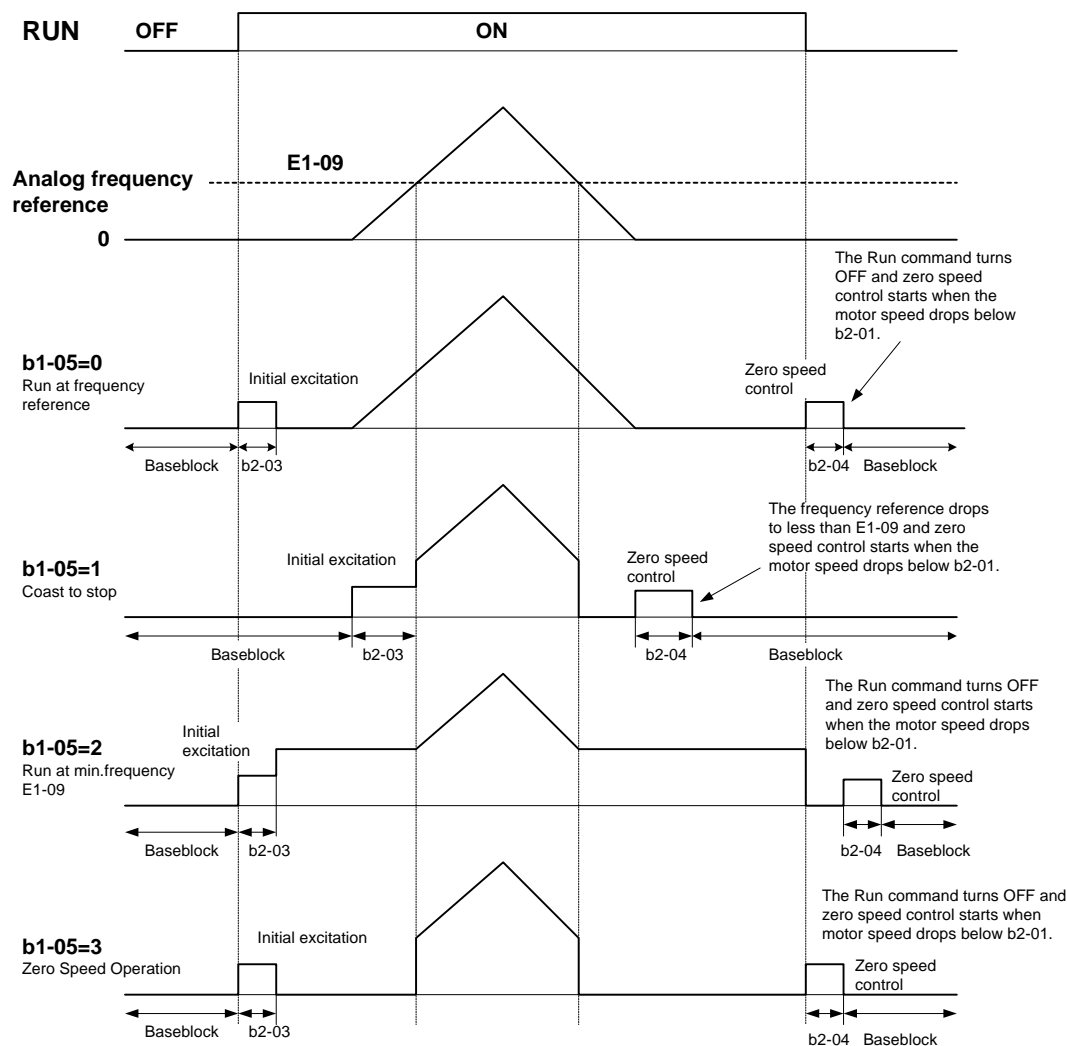 RUN
OFF
ON
E1-09
Analog frequency
reference
0
The Run command turns
OFF and zero speed
control starts when the
motor speed drops below
b2-01.
b1-05=0
Run at frequency
reference
Initial excitation
Zero speed
control
Baseblock
b2-03
b2-04
Baseblock
The frequency reference drops
to less than E1-09 and zero
speed control starts when the
motor speed drops below b2-01.
b1-05=1
Coast to stop
Initial excitation
Zero speed
control
Baseblock
b2-03
b2-04
Baseblock
The Run command turns OFF
and zero speed control starts
when the motor speed drops
below b2-01.
b1-05=2
Run at min.frequency
E1-09
Initial
excitation
Zero speed
control
Baseblock
b2-03
b2-04
Baseblock
The Run command turns OFF and
zero speed control starts when
motor speed drops below b2-01.
b1-05=3
Zero Speed Operation
Initial excitation
Zero speed
control
Baseblock
b2-03
b2-04
Baseblock